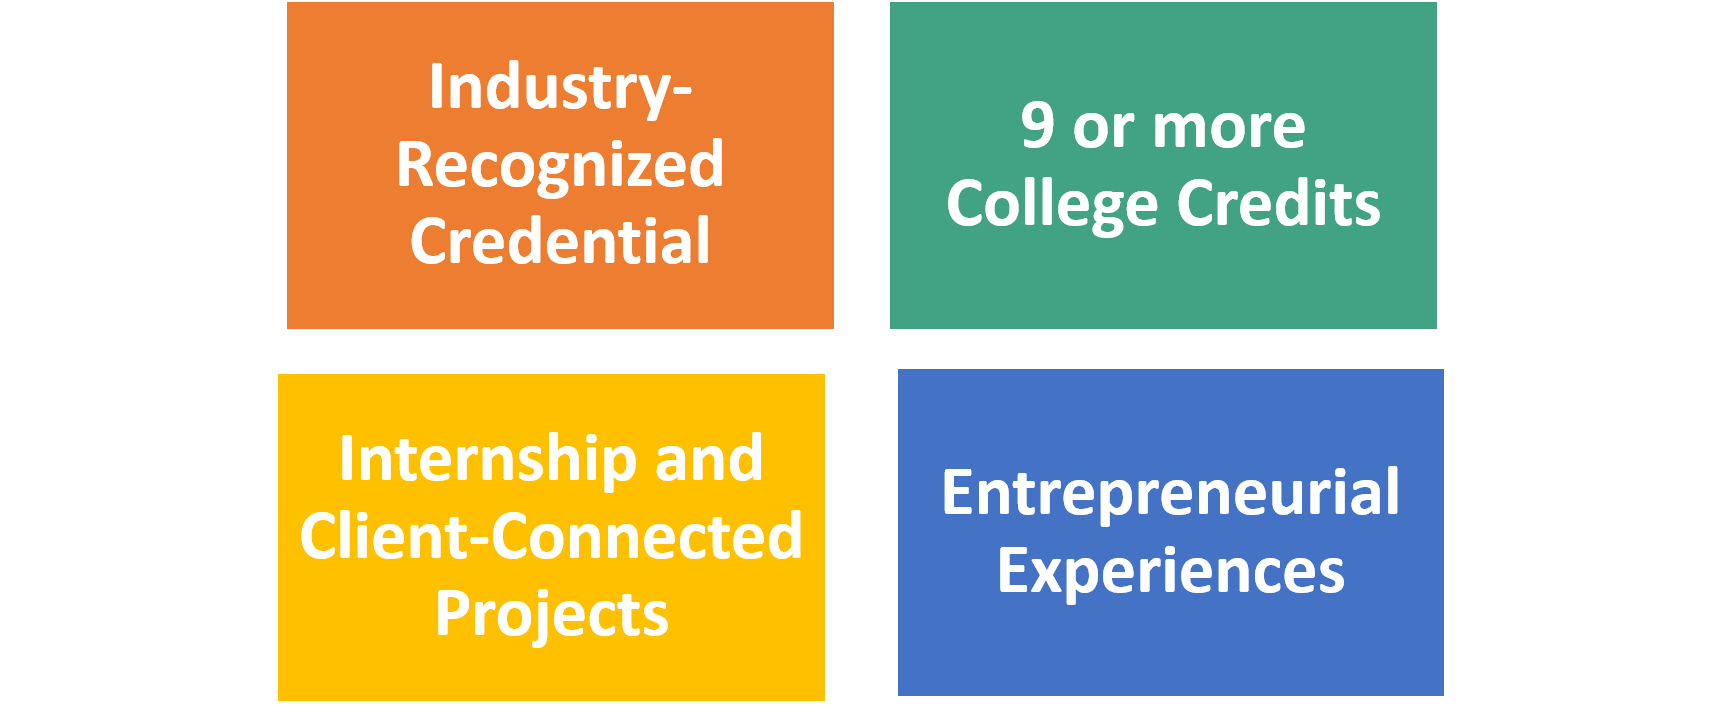 Industry-
Recognized
Credential
9 or more
College Credits
Internship and
Client-Connected
Projects
Entrepreneurial
Experiences